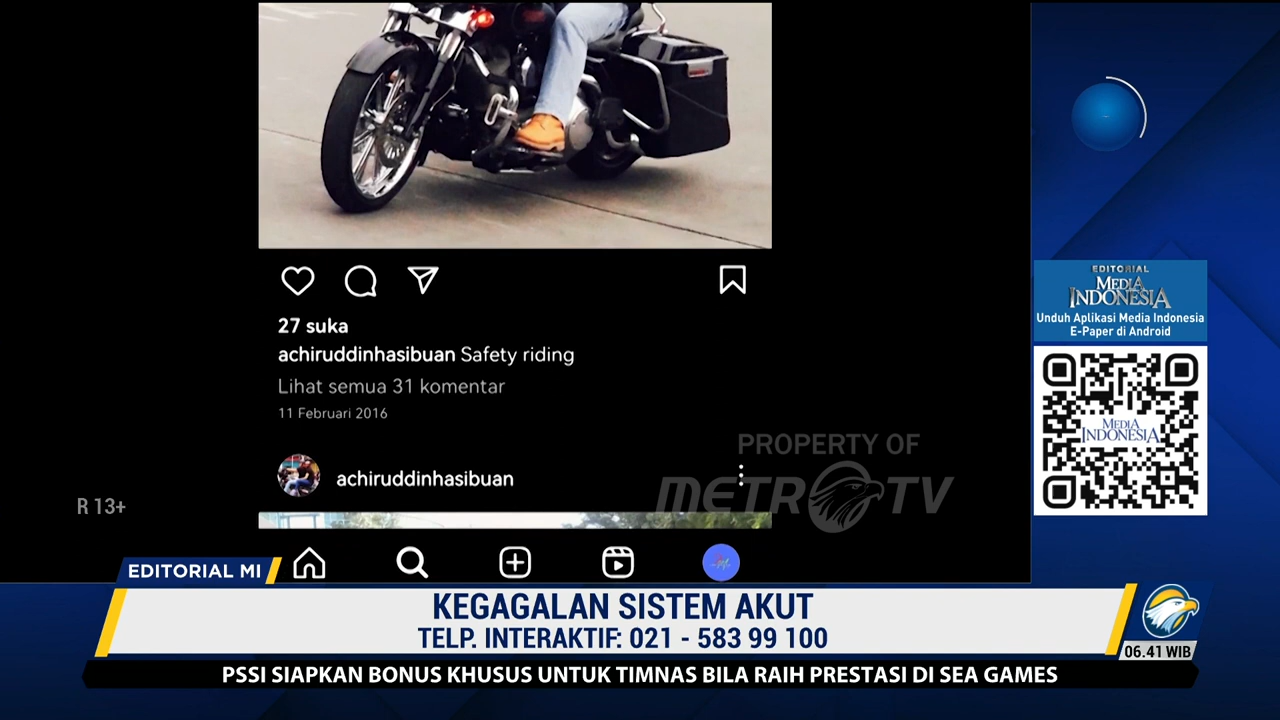 27 suka
achiruddinhasibuan Safety riding
Lihat semua 31 komentar
11 Februari 2016
achiruddinhasibuan
PROPERTY OF
METRO TV
R 13+
EDITORIAL
MEDIA
INDONESIA
Unduh Aplikasi Media Indonesia
E-Paper di Android
MEDIA
INDONESIA
EDITORIAL MI
KEGAGALAN SISTEM AKUT
TELP. INTERAKTIF: 021 - 583 99 100
06.41 WIB
PSSI SIAPKAN BONUS KHUSUS UNTUK TIMNAS BILA RAIH PRESTASI DI SEA GAMES